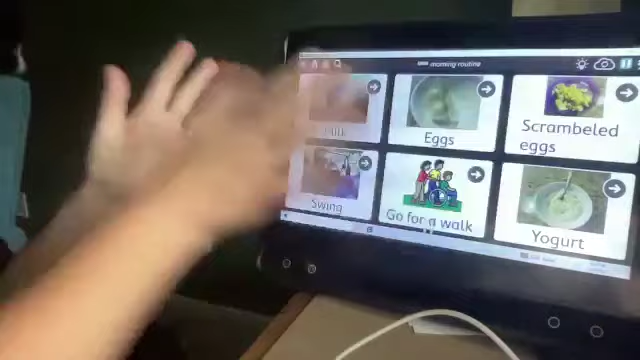 morning routine
Eggs
Scrambeled
eggs
Swing
Go for a walk
Yogurt